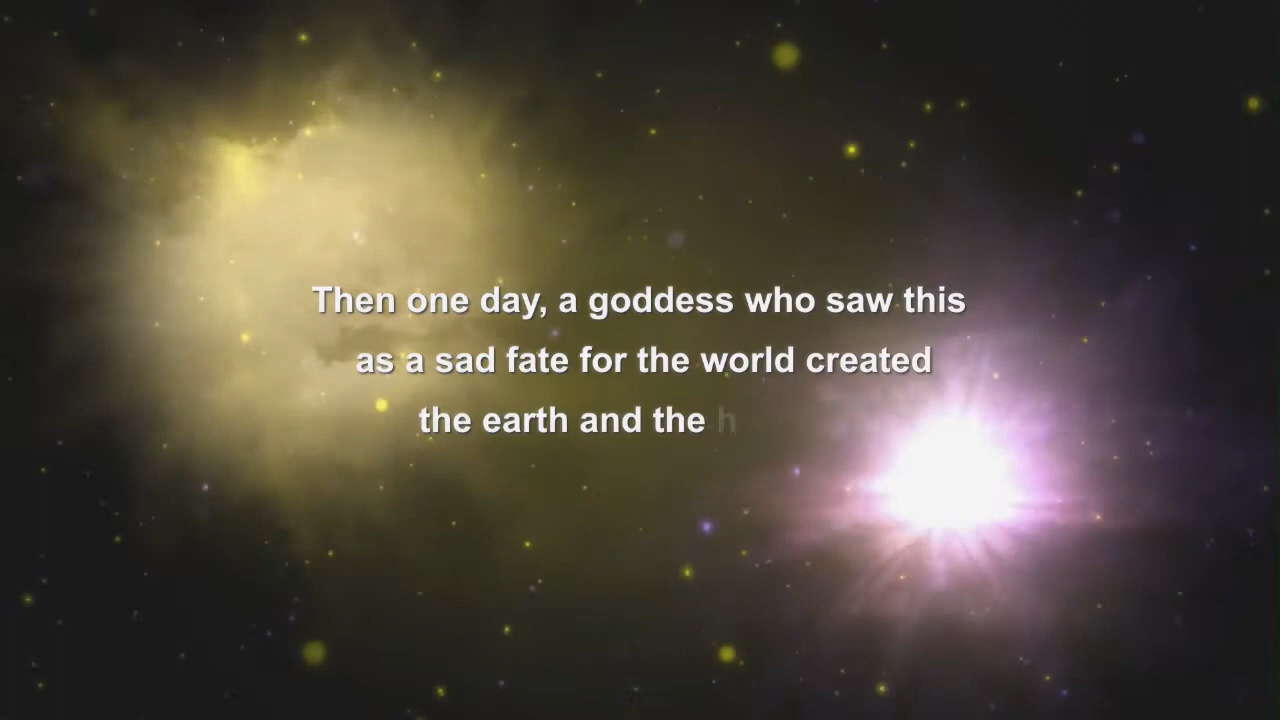 Then one day, a goddess who saw this
as a sad fate for the world created
the earth and the h